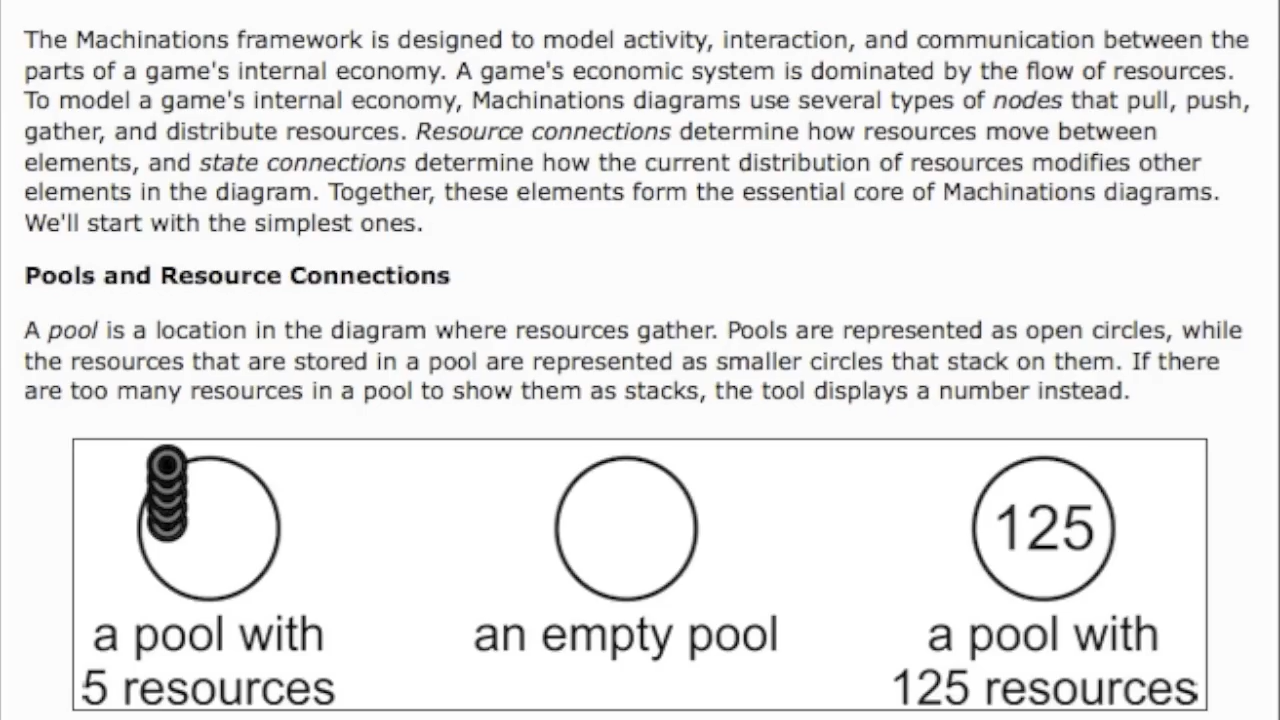 The Machinations framework is designed to model activity, interaction, and communication between the
parts of a game's internal economy. A game's economic system is dominated by the flow of resources.
To model a game's internal economy, Machinations diagrams use several types of nodes that pull, push,
gather, and distribute resources. Resource connections determine how resources move between
elements, and state connections determine how the current distribution of resources modifies other
elements in the diagram. Together, these elements form the essential core of Machinations diagrams.
We'll start with the simplest ones.
Pools and Resource Connections
A pool is a location in the diagram where resources gather. Pools are represented as open circles, while
the resources that are stored in a pool are represented as smaller circles that stack on them. If there
are too many resources in a pool to show them as stacks, the tool displays a number instead.
125
a pool with
5 resources
an empty pool
a pool with
125 resources